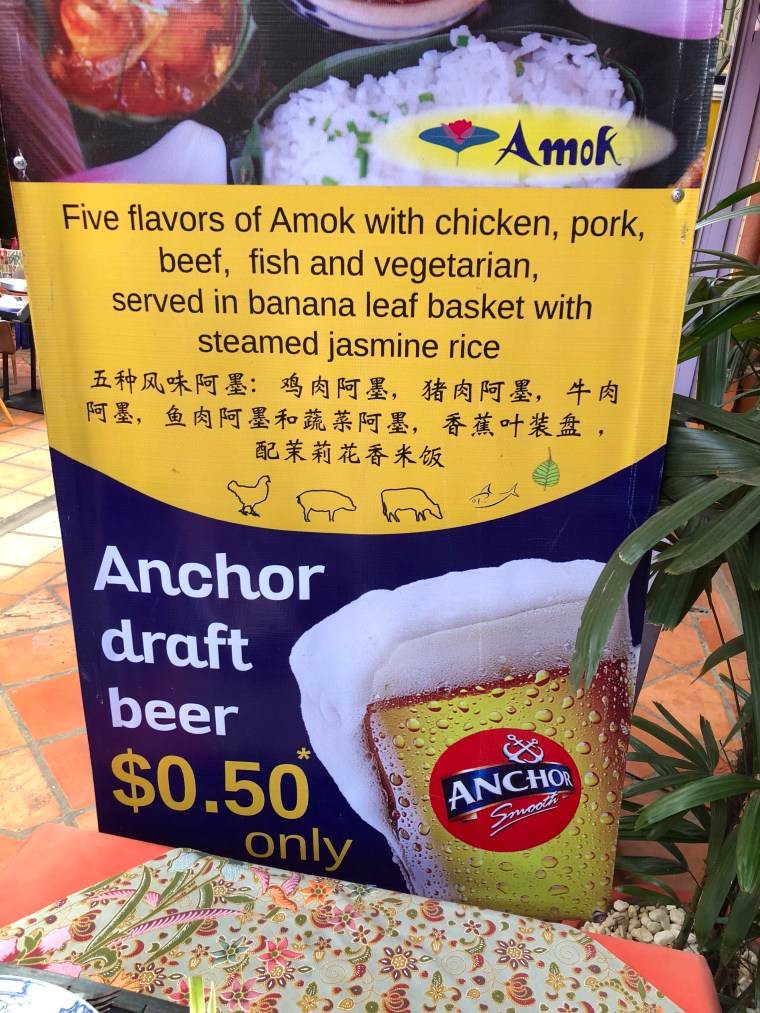 Amok
Five flavors of Amok with chicken, pork,
beef, fish and vegetarian,
served in banana leaf basket with
steamed jasmine rice
五种风味阿墨：鸡肉阿墨，猪肉阿墨，牛肉
阿墨，鱼肉阿墨和蔬菜阿墨，香蕉叶装盘，
配茉莉花香米饭
Anchor
draft
beer
$0.50*
only
ANCHOR
Smooth